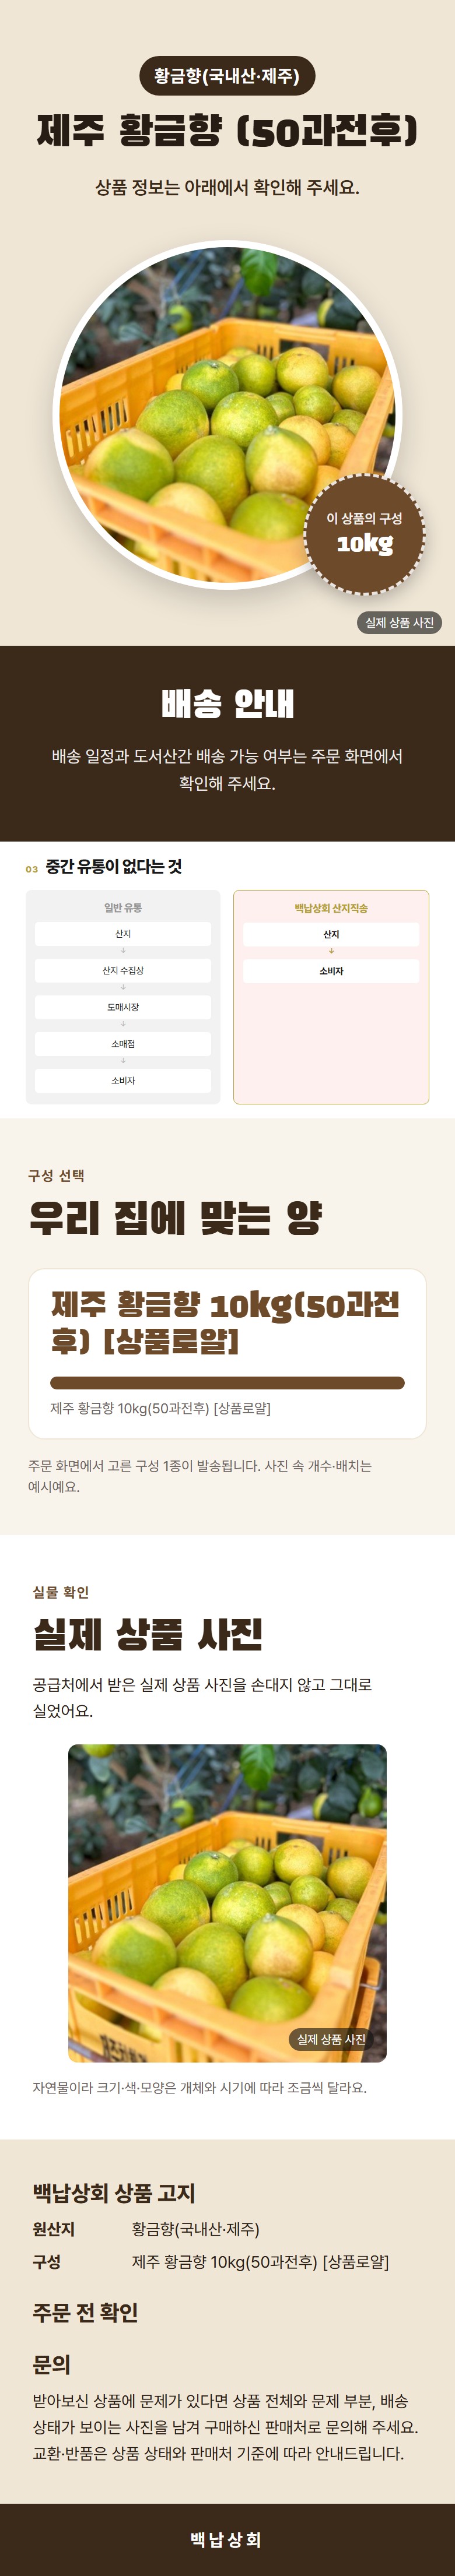 황금향(국내산·제주)
제주 황금향 (50과전후)
상품 정보는 아래에서 확인해 주세요.
이 상품의 구성
10kg
실제 상품 사진
배송 안내
배송 일정과 도서산간 배송 가능 여부는 주문 화면에서
확인해 주세요.
03 중간 유통이 없다는 것
일반 유통
산지
↓
산지 수집상
↓
도매시장
↓
소매점
↓
소비자
백납상회 산지직송
산지
↓
소비자
구성 선택
우리 집에 맞는 양
제주 황금향 10kg(50과전
후) [상품로얄]
제주 황금향 10kg(50과전후) [상품로얄]
주문 화면에서 고른 구성 1종이 발송됩니다. 사진 속 개수·배치는
예시예요.
실물 확인
실제 상품 사진
공급처에서 받은 실제 상품 사진을 손대지 않고 그대로
실었어요.
실제 상품 사진
자연물이라 크기·색·모양은 개체와 시기에 따라 조금씩 달라요.
백납상회 상품 고지
원산지 황금향(국내산·제주)
구성 제주 황금향 10kg(50과전후) [상품로얄]
주문 전 확인
문의
받아보신 상품에 문제가 있다면 상품 전체와 문제 부분, 배송
상태가 보이는 사진을 남겨 구매하신 판매처로 문의해 주세요.
교환·반품은 상품 상태와 판매처 기준에 따라 안내드립니다.
백납상회